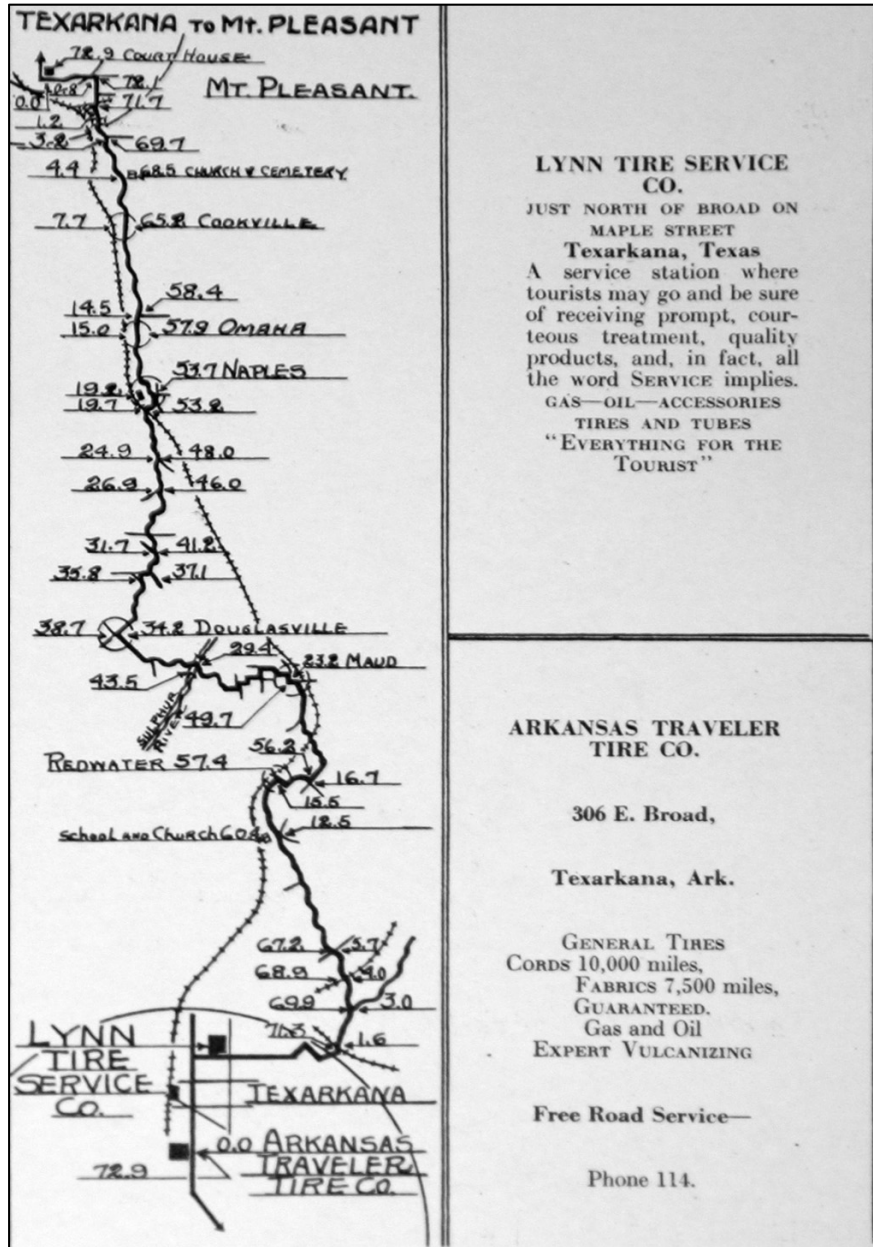 TEXARKANA TO MT. PLEASANT
72.9 COURT HOUSE
72.1
0.8
MT. PLEASANT.
0.0
71.7
1.2
3.2
69.7
4.4
68.5 CHURCH & CEMETERY
7.7
65.2 COOKVILLE
58.4
14.5
15.0
57.9 OMAHA
53.7 NAPLES
19.2
19.7
53.2
24.9
48.0
26.9
46.0
31.7
41.2
35.8
37.1
38.7
34.2 DOUGLASVILLE
29.4
23.2 MAUD
43.5
49.7
SULPHUR
RIVER
56.2
REDWATER 57.4
16.7
15.5
12.5
SCHOOL AND CHURCH
67.2
5.7
68.9
4.0
69.9
3.0
71.3
1.6
LYNN
TIRE
SERVICE
CO.
TEXARKANA
0.0 ARKANSAS
TRAVELER
TIRE CO.
72.9
LYNN TIRE SERVICE
CO.
JUST NORTH OF BROAD ON
MAPLE STREET
Texarkana, Texas
A service station where
tourists may go and be sure
of receiving prompt, cour-
teous treatment, quality
products, and, in fact, all
the word SERVICE implies.
GAS—OIL—ACCESSORIES
TIRES AND TUBES
"EVERYTHING FOR THE
TOURIST"
ARKANSAS TRAVELER
TIRE CO.
306 E. Broad,
Texarkana, Ark.
GENERAL TIRES
CORDS 10,000 miles,
FABRICS 7,500 miles,
GUARANTEED.
Gas and Oil
EXPERT VULCANIZING
Free Road Service—
Phone 114.